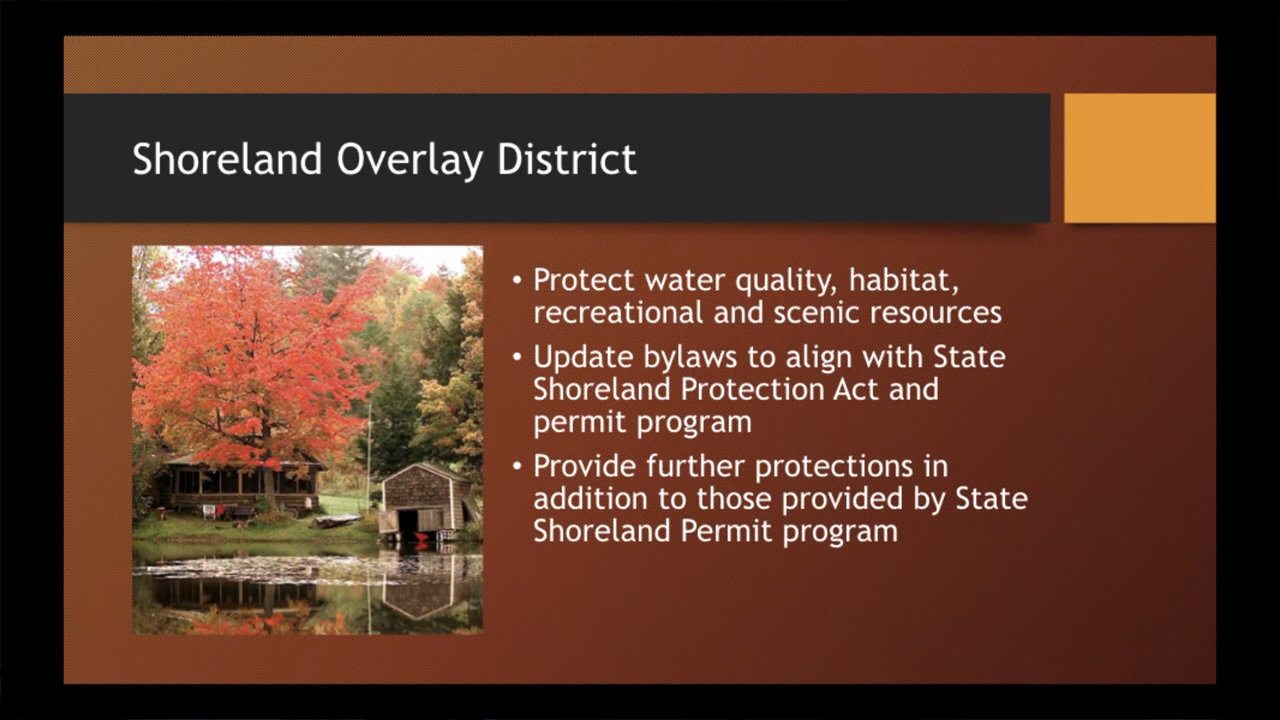 Shoreland Overlay District
• Protect water quality, habitat,
recreational and scenic resources
• Update bylaws to align with State
Shoreland Protection Act and
permit program
• Provide further protections in
addition to those provided by State
Shoreland Permit program